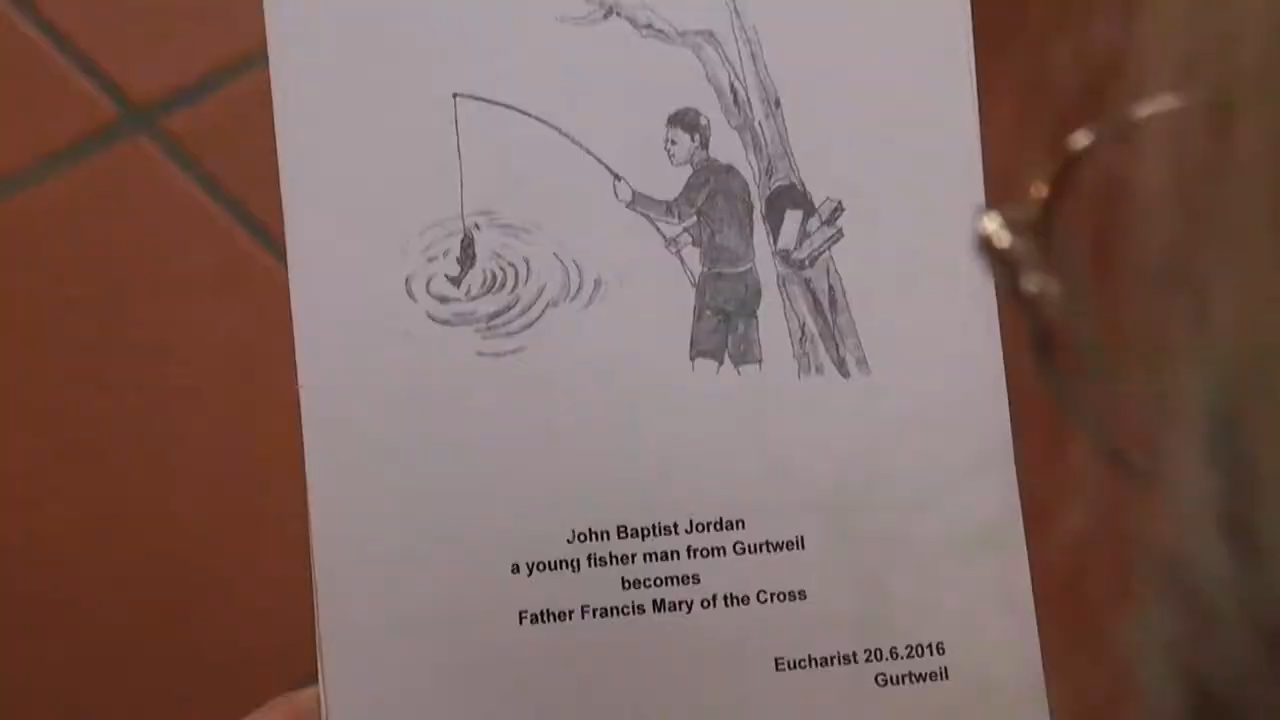 John Baptist Jordan
a young fisher man from Gurtweil
becomes
Father Francis Mary of the Cross
Eucharist 20.6.2016
Gurtweil